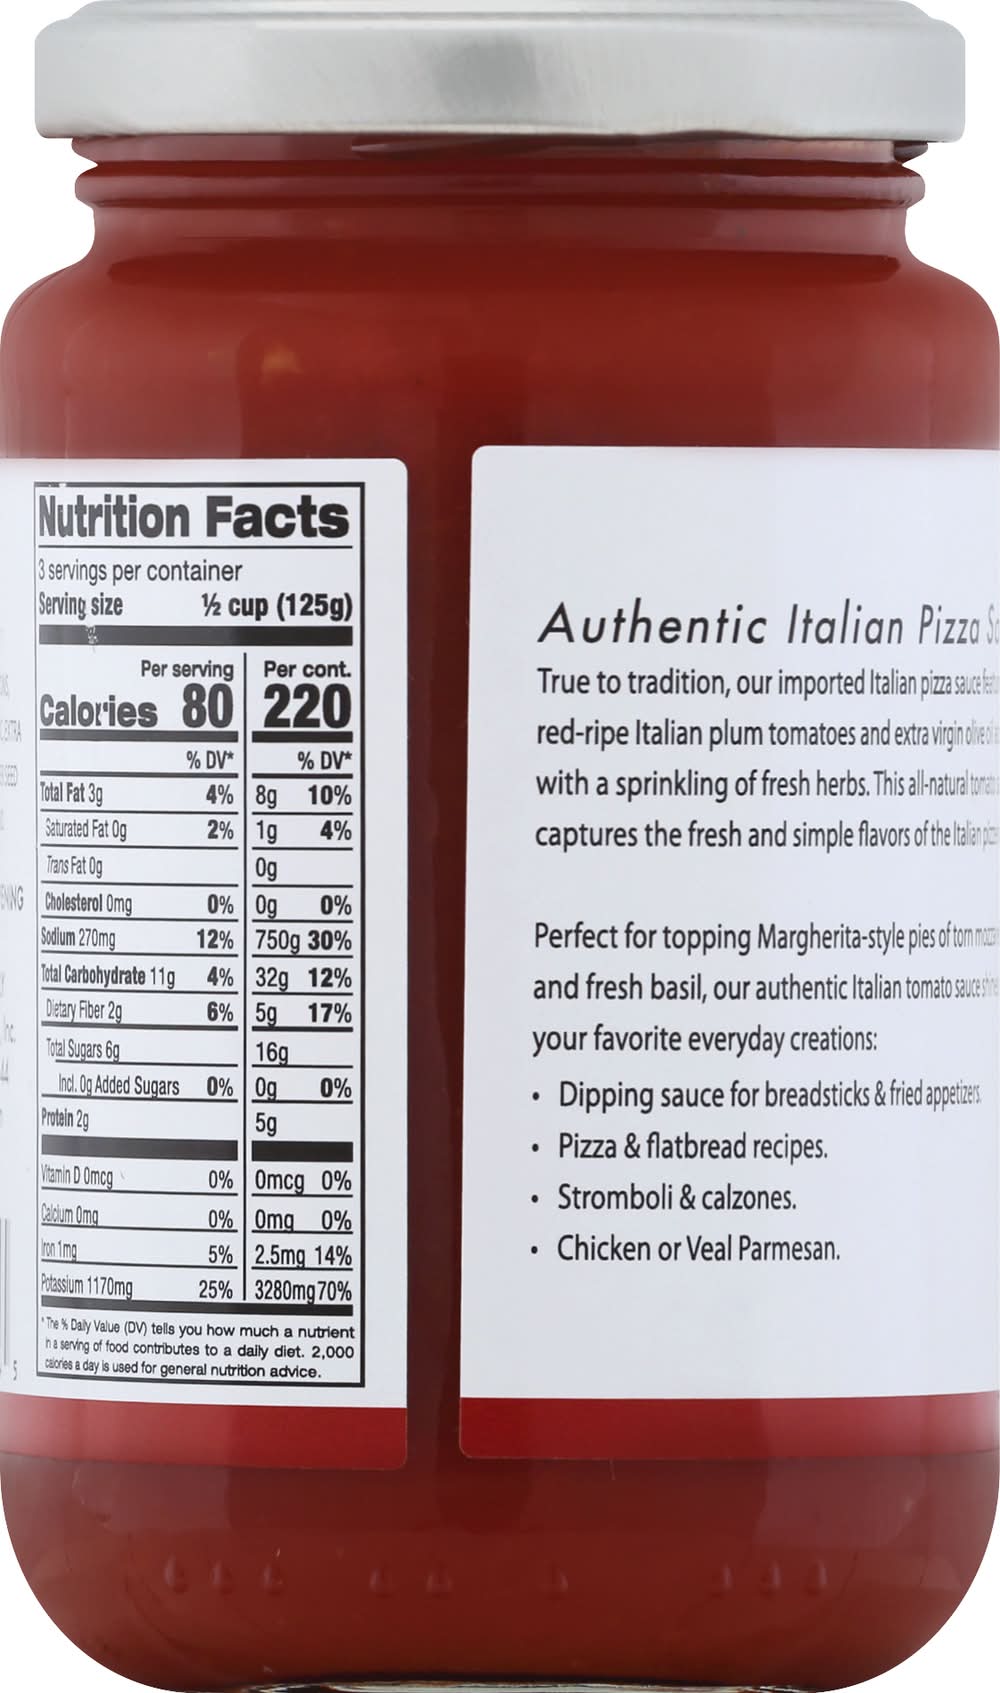 Nutrition Facts
3 servings per container
Serving size ½ cup (125g)
Per serving Per cont.
Calories 80 220
% DV* % DV*
Total Fat 3g 4% 8g 10%
Saturated Fat 0g 2% 1g 4%
Trans Fat 0g 0g
Cholesterol 0mg 0% 0g 0%
Sodium 270mg 12% 750g 30%
Total Carbohydrate 11g 4% 32g 12%
Dietary Fiber 2g 6% 5g 17%
Total Sugars 6g 16g
Incl. 0g Added Sugars 0% 0g 0%
Protein 2g 5g
Vitamin D 0mcg 0% 0mcg 0%
Calcium 0mg 0% 0mg 0%
Iron 1mg 5% 2.5mg 14%
Potassium 1170mg 25% 3280mg 70%
* The % Daily Value (DV) tells you how much a nutrient
in a serving of food contributes to a daily diet. 2,000
calories a day is used for general nutrition advice.
EXTRA
SEED
Inc.
5
Authentic Italian Pizza
True to tradition, our imported Italian pizza sauce
red-ripe Italian plum tomatoes and extra virgin olive oil
with a sprinkling of fresh herbs. This all-natural
captures the fresh and simple flavors of the Italian
Perfect for topping Margherita-style pies of torn
and fresh basil, our authentic Italian tomato sauce
your favorite everyday creations:
• Dipping sauce for breadsticks & fried appetizers.
• Pizza & flatbread recipes.
• Stromboli & calzones.
• Chicken or Veal Parmesan.